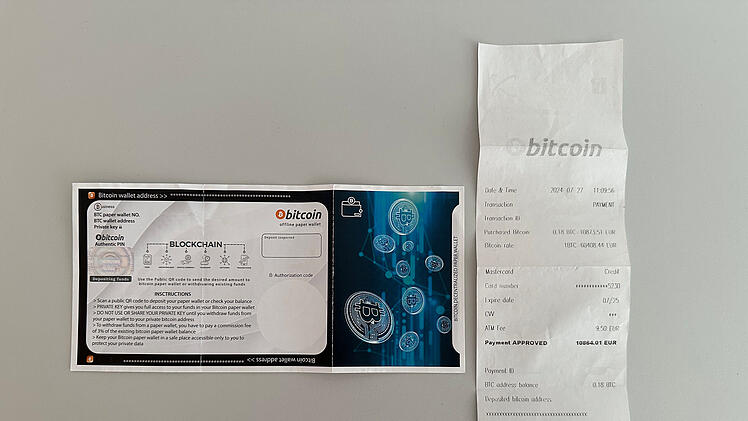 Bitcoin wallet address >> ********************************
Business
BTC paper wallet NO.
BTC wallet address
Private key
bitcoin
Authentic PIN
bitcoin
offline paper wallet
BLOCKCHAIN
Deposit inspected
Authorization code
Depositing funds
Use the Public QR code to send the desired amount to
bitcoin paper wallet or withdrawing existing funds
INSCTRUCTIONS
> Scan a public QR code to deposit your paper wallet or check your balance
> PRIVATE KEY gives you full access to your funds in your Bitcoin paper wallet
> DO NOT USE OR SHARE YOUR PRIVATE KEY until you withdraw funds from
your paper wallet to your private bitcoin address
> To withdraw funds from a paper wallet, you have to pay a commission fee
of 3% of the existing bitcoin paper wallet balance
> Keep your Bitcoin paper wallet in a safe place accessible only to you to
protect your private data
Bitcoin wallet address >>
BITCOIN DECENTRALIZED PAPER WALLET
bitcoin
Date & Time 2024-07-27 11:09:56
Transaction PAYMENT
Transaction ID
Purchased Bitcoin 0.18 BTC - 10873.51 EUR
Bitcoin rate 1BTC - 60408.44 EUR
Mastercard Credit
Card number ************5230
Expire date 07/25
CVV ***
ATM Fee 9.50 EUR
Payment APPROVED 10864.01 EUR
Payment ID
BTC address balance 0.18 BTC
Deposited bitcoin address